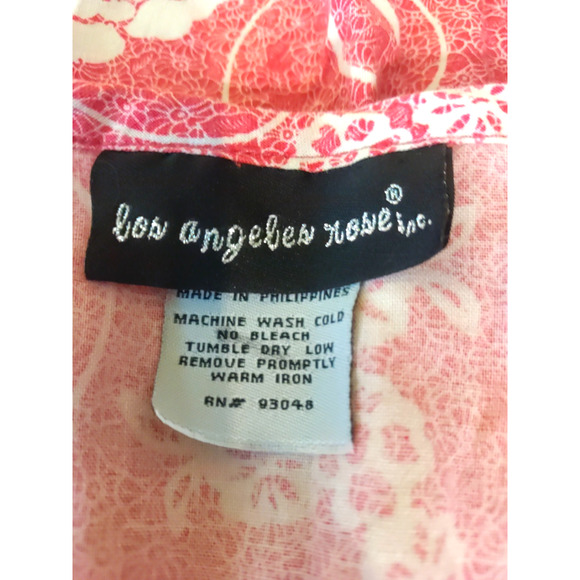 los angeles rose® inc.
MADE IN PHILIPPINES
MACHINE WASH COLD
NO BLEACH
TUMBLE DRY LOW
REMOVE PROMPTLY
WARM IRON
RN# 93048